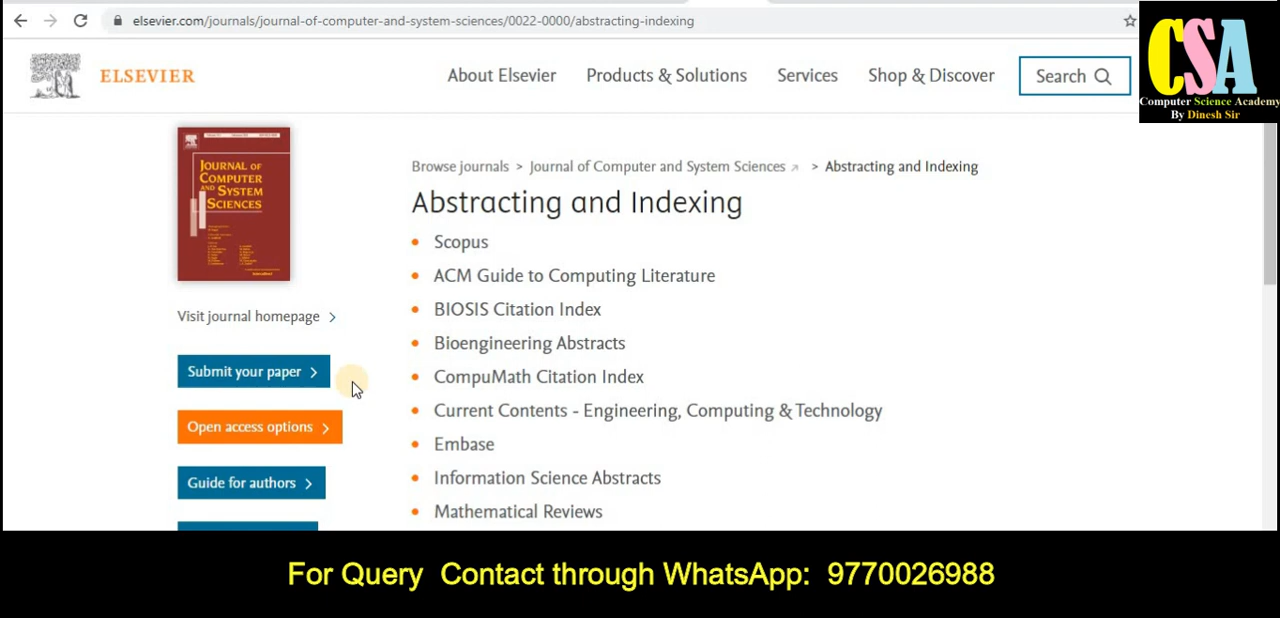 elsevier.com/journals/journal-of-computer-and-system-sciences/0022-0000/abstracting-indexing
CSA
Computer Science Academy
By Dinesh Sir
ELSEVIER
About Elsevier
Products & Solutions
Services
Shop & Discover
Search
JOURNAL OF
COMPUTER
AND SYSTEM
SCIENCES
Browse journals > Journal of Computer and System Sciences > Abstracting and Indexing
Abstracting and Indexing
Scopus
ACM Guide to Computing Literature
BIOSIS Citation Index
Bioengineering Abstracts
CompuMath Citation Index
Current Contents - Engineering, Computing & Technology
Embase
Information Science Abstracts
Mathematical Reviews
Visit journal homepage >
Submit your paper >
Open access options >
Guide for authors >
For Query Contact through WhatsApp: 9770026988